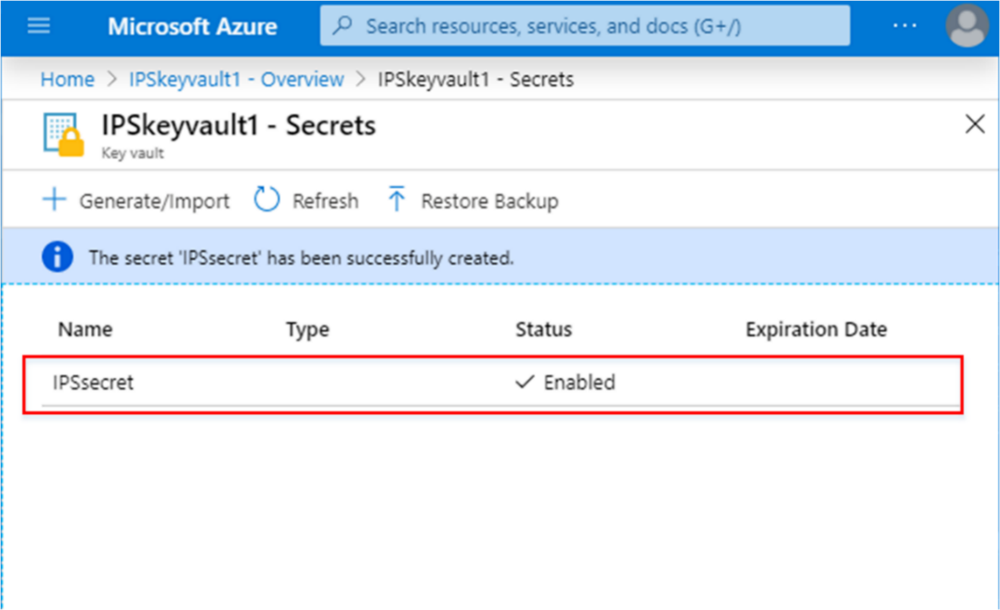 Microsoft Azure Search resources, services, and docs (G+/) ...
Home > IPSkeyvault1 - Overview > IPSkeyvault1 - Secrets
IPSkeyvault1 - Secrets
Key vault
Generate/Import Refresh Restore Backup
The secret 'IPSsecret' has been successfully created.
Name Type Status Expiration Date
IPSsecret ✓ Enabled